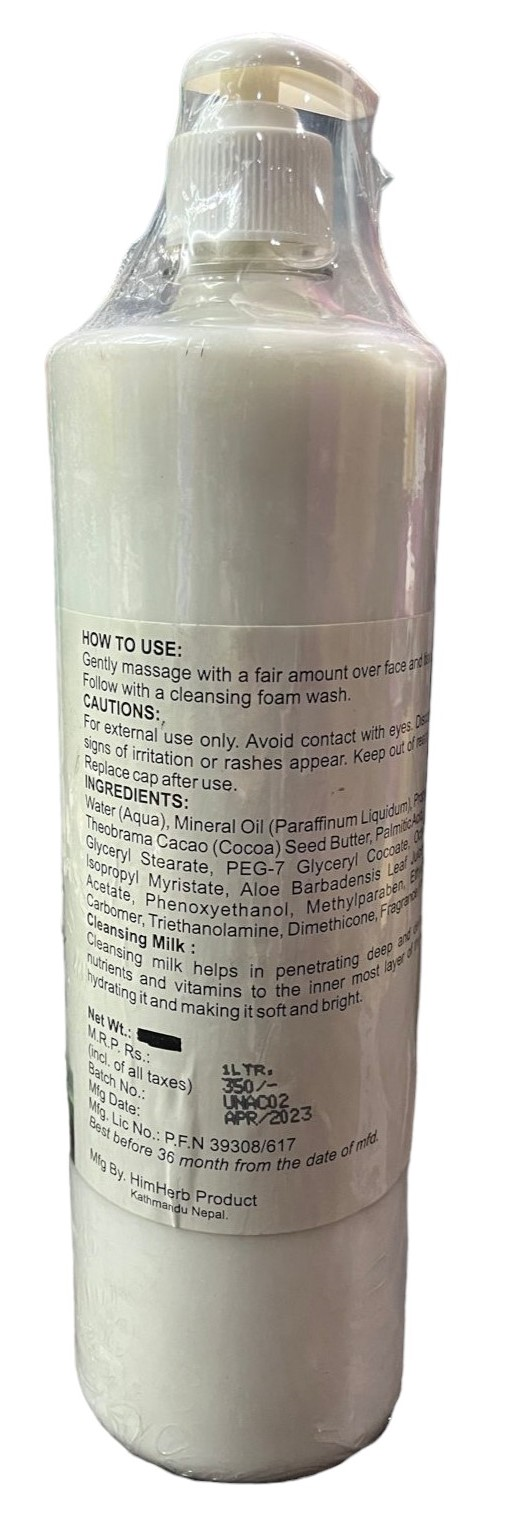 HOW TO USE:
Gently massage with a fair amount over face and
Follow with a cleansing foam wash.
CAUTIONS:
For external use only. Avoid contact with eyes.
signs of irritation or rashes appear. Keep out of
Replace cap after use.
INGREDIENTS:
Water (Aqua), Mineral Oil (Paraffinum Liquidum),
Theobrama Cacao (Cocoa) Seed Butter, Palmitic
Glyceryl Stearate, PEG-7 Glyceryl Cocoate,
Isopropyl Myristate, Aloe Barbadensis Leaf
Acetate, Phenoxyethanol, Methylparaben,
Carbomer, Triethanolamine, Dimethicone, Fragrance
Cleansing Milk :
Cleansing milk helps in penetrating deep and
nutrients and vitamins to the inner most layer of
hydrating it and making it soft and bright.
Net Wt.: 1LTR.
M.R.P. Rs.: 350/-
(incl. of all taxes)
Batch No.: UNAC02
Mfg Date: APR/2023
Mfg. Lic No.: P.F.N 39308/617
Best before 36 month from the date of mfd.
Mfg By. HimHerb Product
Kathmandu Nepal.